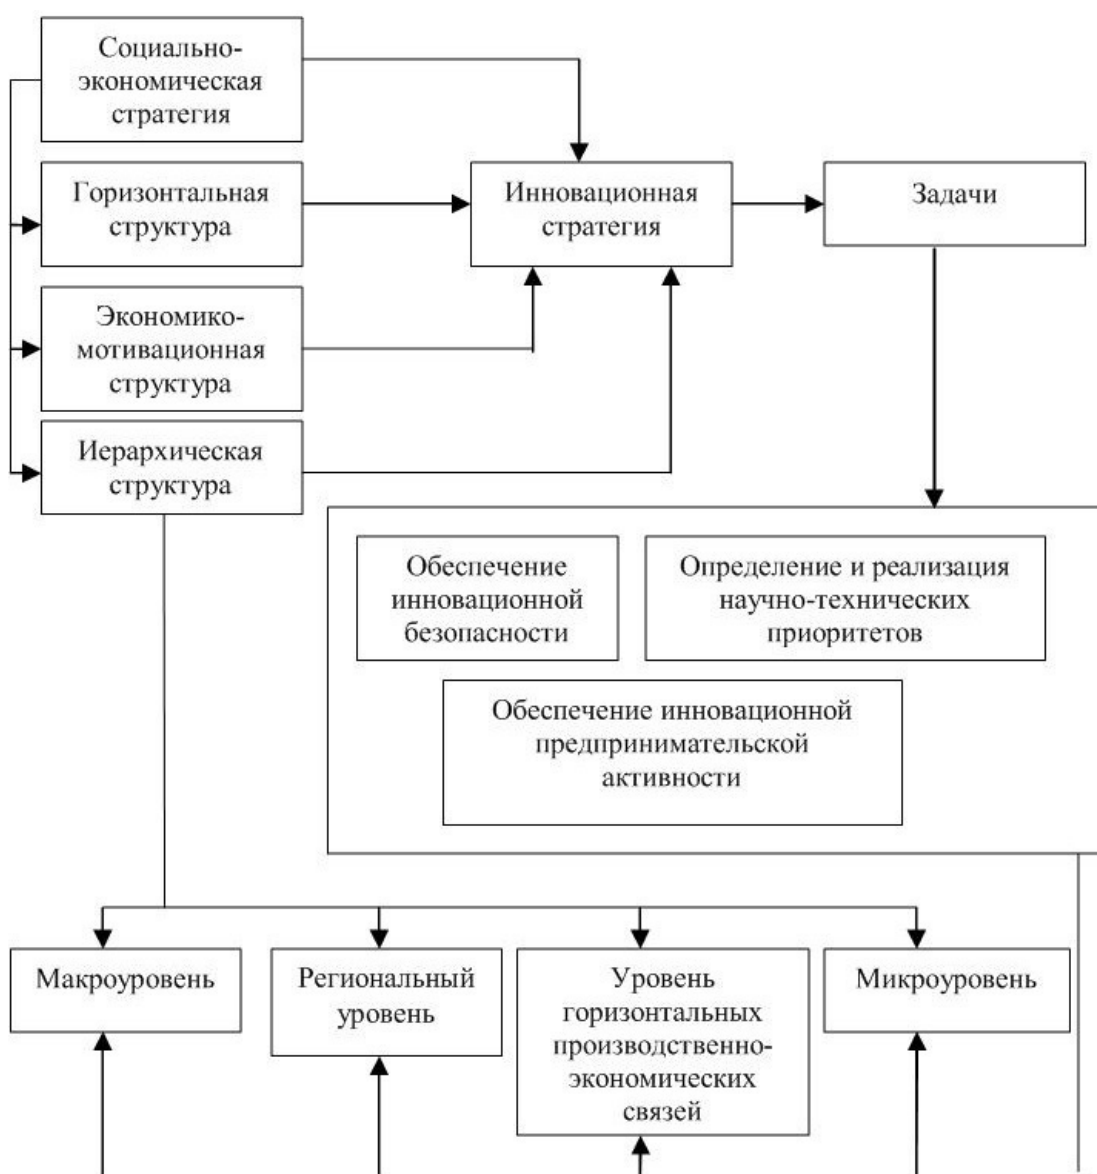 Социально-
экономическая
стратегия
Горизонтальная
структура
Инновационная
стратегия
Задачи
Экономико-
мотивационная
структура
Иерархическая
структура
Обеспечение
инновационной
безопасности
Определение и реализация
научно-технических
приоритетов
Обеспечение инновационной
предпринимательской
активности
Макроуровень
Региональный
уровень
Уровень
горизонтальных
производственно-
экономических
связей
Микроуровень